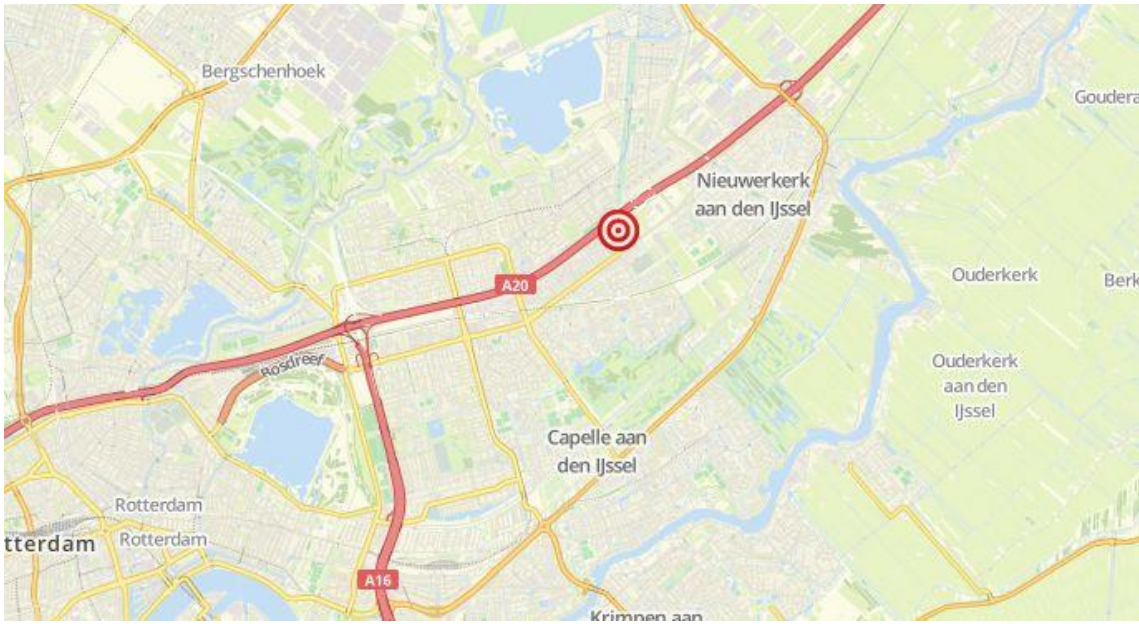 Bergschenhoek
Goudera
Nieuwerkerk
aan den IJssel
A20
Ouderkerk
Berk
Rosdreef
Ouderkerk
aan den
IJssel
Capelle aan
den IJssel
Rotterdam
tterdam
Rotterdam
A16
Krimpen aan